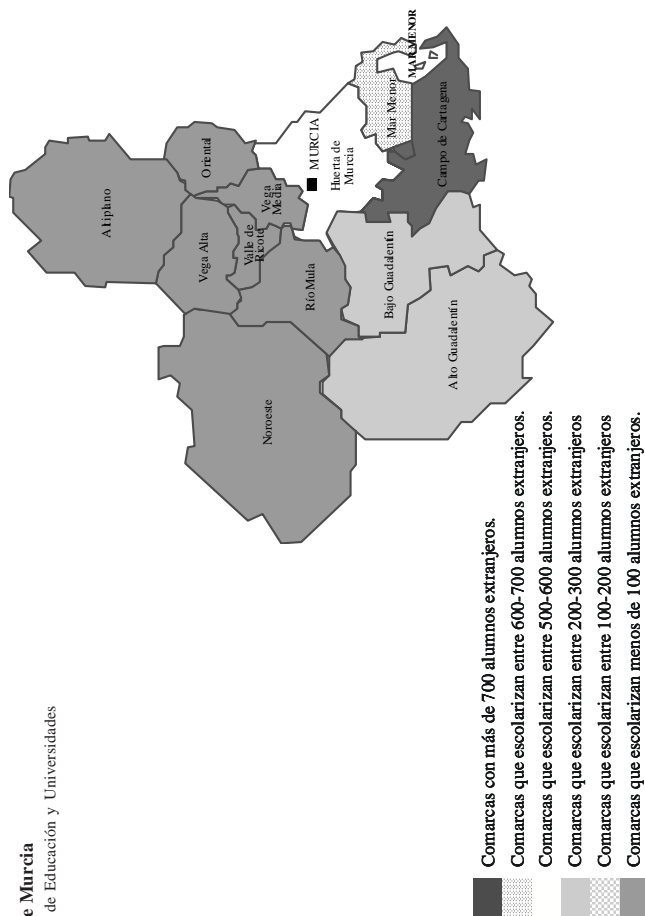 e Murcia
de Educación y Universidades
Altiplano
Oriental
Vega Alta
Vega
Media
Valle de
Ricote
MURCIA
Huerta de
Murcia
Mar Menor
MAR MENOR
Campo de Cartagena
Río Mula
Noroeste
Bajo Guadalentín
Alto Guadalentín
Comarcas con más de 700 alumnos extranjeros.
Comarcas que escolarizan entre 600-700 alumnos extranjeros.
Comarcas que escolarizan entre 500-600 alumnos extranjeros.
Comarcas que escolarizan entre 200-300 alumnos extranjeros
Comarcas que escolarizan entre 100-200 alumnos extranjeros
Comarcas que escolarizan menos de 100 alumnos extranjeros.